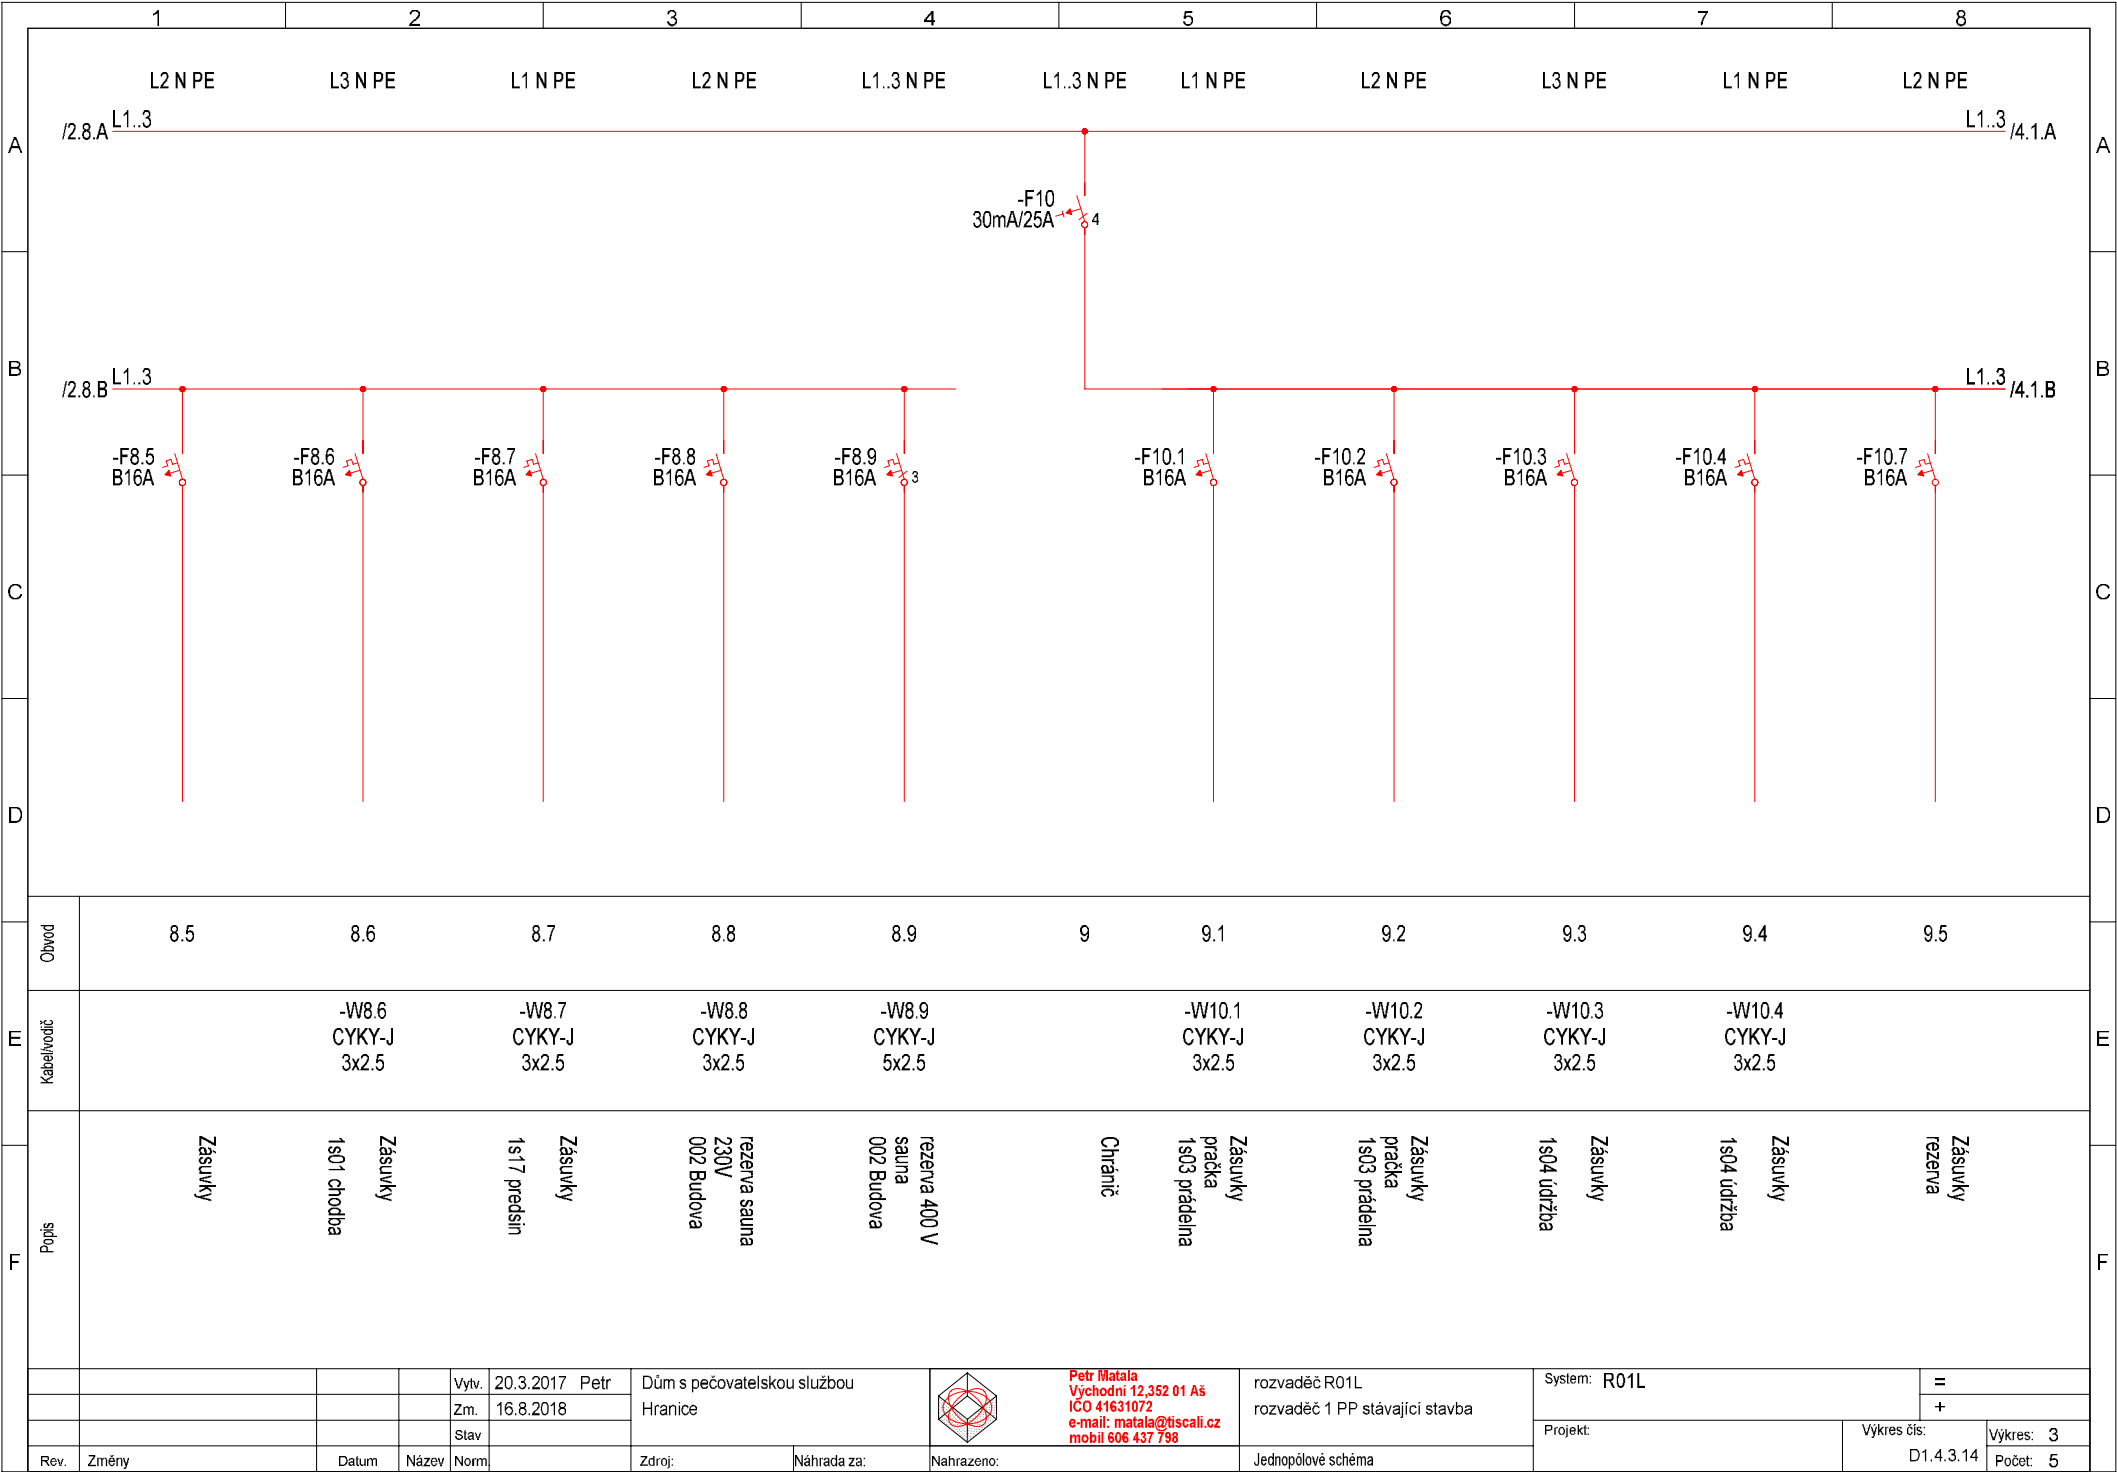 1 2 3 4 5 6 7 8
L2 N PE L3 N PE L1 N PE L2 N PE L1..3 N PE L1..3 N PE L1 N PE L2 N PE L3 N PE L1 N PE L2 N PE
/2.8.A L1..3 L1..3 /4.1.A
A A
-F10
30mA/25A 4
B B
/2.8.B L1..3 L1..3 /4.1.B
-F8.5 -F8.6 -F8.7 -F8.8 -F8.9 -F10.1 -F10.2 -F10.3 -F10.4 -F10.7
B16A B16A B16A B16A B16A 3 B16A B16A B16A B16A B16A
C C
D D
Obvod 8.5 8.6 8.7 8.8 8.9 9 9.1 9.2 9.3 9.4 9.5
E E
Kabel/vodič
-W8.6 -W8.7 -W8.8 -W8.9 -W10.1 -W10.2 -W10.3 -W10.4
CYKY-J CYKY-J CYKY-J CYKY-J CYKY-J CYKY-J CYKY-J CYKY-J
3x2.5 3x2.5 3x2.5 5x2.5 3x2.5 3x2.5 3x2.5 3x2.5
F F
Popis
Zásuvky
Zásuvky
1s01 chodba
Zásuvky
1s17 predsin
rezerva sauna
230V
002 Budova
rezerva 400 V
sauna
002 Budova
Chránič
Zásuvky
pračka
1s03 prádelna
Zásuvky
pračka
1s03 prádelna
Zásuvky
1s04 údržba
Zásuvky
1s04 údržba
Zásuvky
rezerva
Vytv. 20.3.2017 Petr
Zm. 16.8.2018
Stav
Rev. Změny Datum Název Norm
Dům s pečovatelskou službou
Hranice
Zdroj: Náhrada za: Nahrazeno:
Petr Matala
Východní 12,352 01 Aš
IČO 41631072
e-mail: matala@tiscali.cz
mobil 606 437 798
rozvaděč R01L
rozvaděč 1 PP stávající stavba
Jednopólové schéma
System: R01L
=
+
Projekt:
Výkres čís:
D1.4.3.14
Výkres: 3
Počet: 5